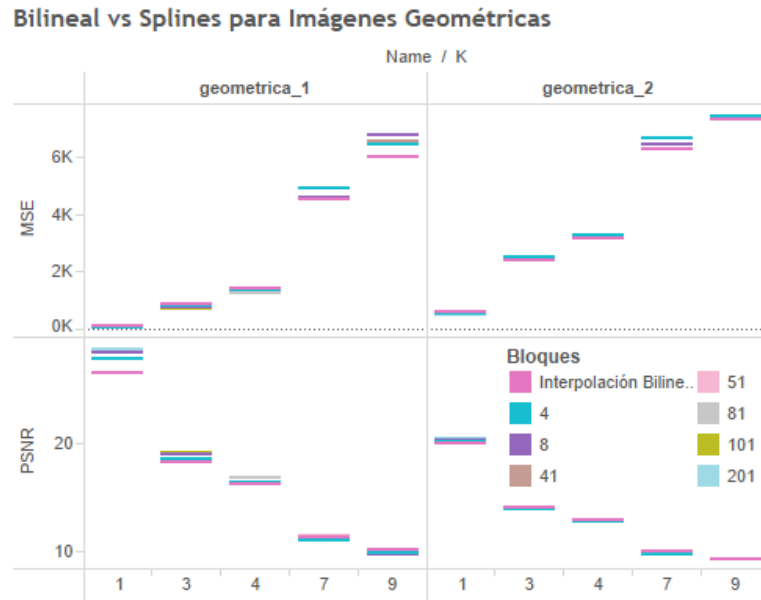 Bilineal vs Splines para Imágenes Geométricas
Name / K
geometrica_1 geometrica_2
MSE
6K
4K
2K
0K
PSNR
20
10
Bloques
Interpolación Biline.. 51
4 81
8 101
41 201
1 3 4 7 9 1 3 4 7 9